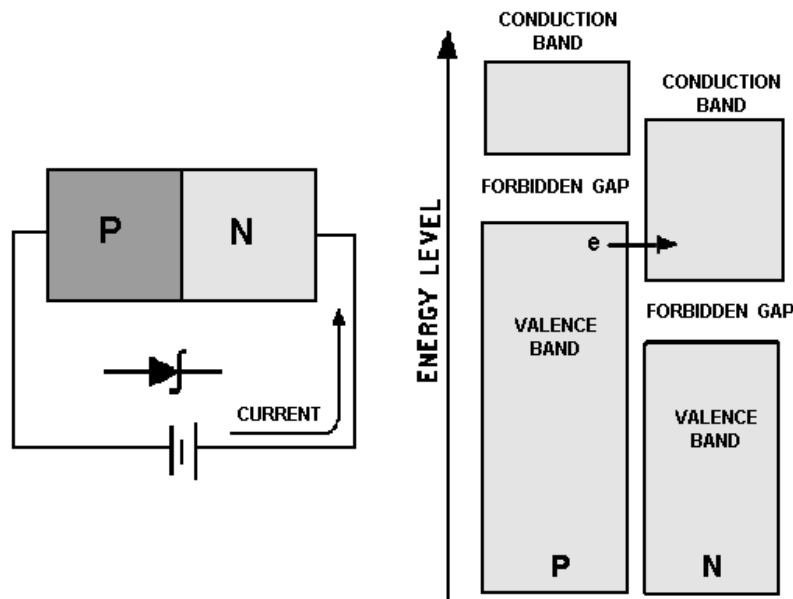 P
N
CURRENT
ENERGY LEVEL
CONDUCTION
BAND
CONDUCTION
BAND
FORBIDDEN GAP
e
FORBIDDEN GAP
VALENCE
BAND
VALENCE
BAND
P
N